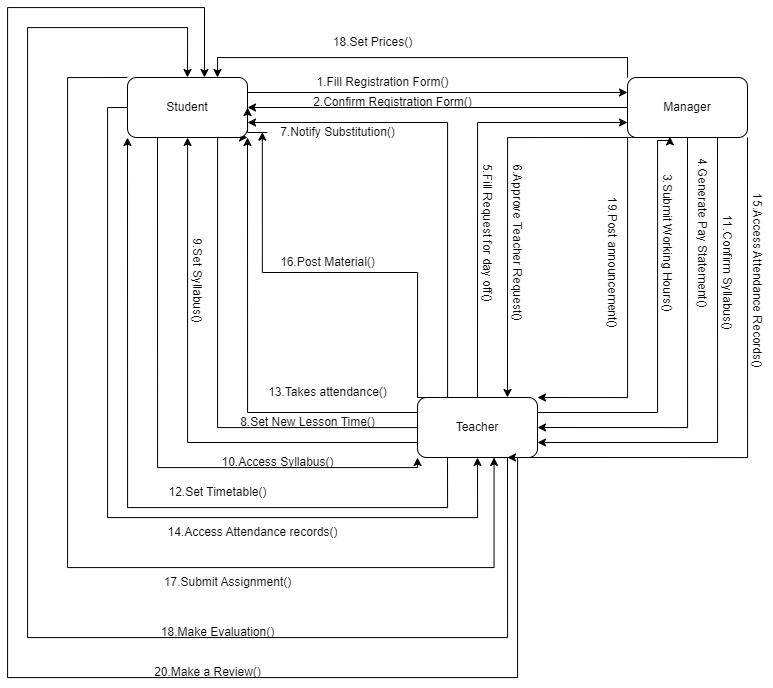 18.Set Prices()
1.Fill Registration Form()
Student
2.Confirm Registration Form()
Manager
7.Notify Substitution()
5.Fill Request for day off()
6.Approve Teacher Request()
19.Post announcement()
3.Submit Working Hours()
4.Generate Pay Statement()
11.Confirm Syllabus()
15.Access Attendance Records()
9.Set Syllabus()
16.Post Material()
13.Takes attendance()
8.Set New Lesson Time()
Teacher
10.Access Syllabus()
12.Set Timetable()
14.Access Attendance records()
17.Submit Assignment()
18.Make Evaluation()
20.Make a Review()